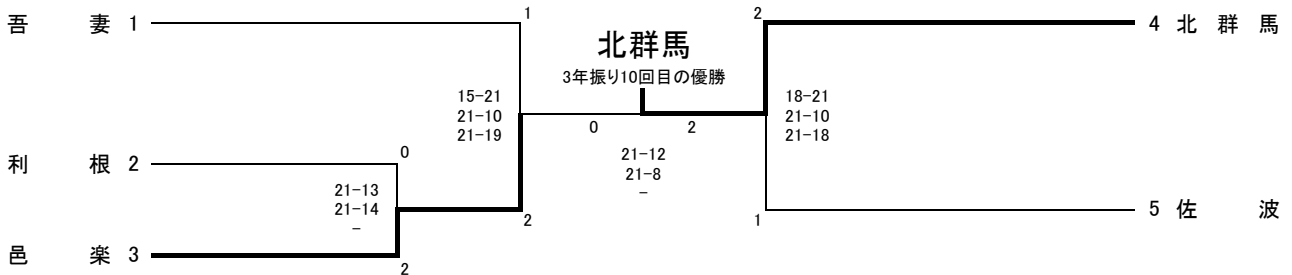 吾 妻 1
1
2
4 北 群 馬
北群馬
3年振り10回目の優勝
15-21
21-10
21-19
18-21
21-10
21-18
0
2
利 根 2
0
21-12
21-8
-
21-13
21-14
-
2
1
5 佐 波
邑 楽 3
2